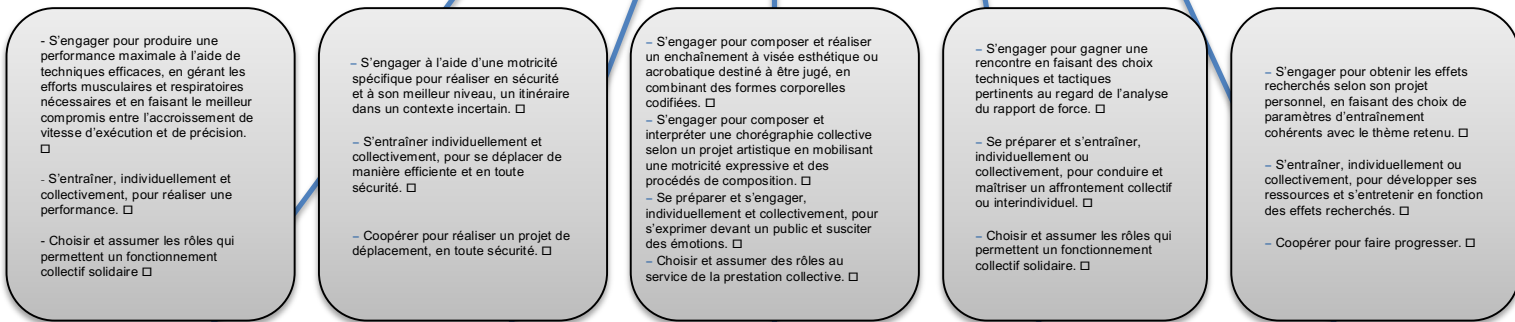 - S’engager pour produire une
performance maximale à l’aide de
techniques efficaces, en gérant les
efforts musculaires et respiratoires
nécessaires et en faisant le meilleur
compromis entre l’accroissement de
vitesse d’exécution et de précision.
☐
- S’entraîner, individuellement et
collectivement, pour réaliser une
performance. ☐
- Choisir et assumer les rôles qui
permettent un fonctionnement
collectif solidaire ☐
– S’engager à l’aide d’une motricité
spécifique pour réaliser en sécurité
et à son meilleur niveau, un itinéraire
dans un contexte incertain. ☐
– S’entraîner individuellement et
collectivement, pour se déplacer de
manière efficiente et en toute
sécurité. ☐
– Coopérer pour réaliser un projet de
déplacement, en toute sécurité. ☐
– S’engager pour composer et réaliser
un enchaînement à visée esthétique ou
acrobatique destiné à être jugé, en
combinant des formes corporelles
codifiées. ☐
– S’engager pour composer et
interpréter une chorégraphie collective
selon un projet artistique en mobilisant
une motricité expressive et des
procédés de composition. ☐
– Se préparer et s’engager,
individuellement et collectivement, pour
s’exprimer devant un public et susciter
des émotions. ☐
– Choisir et assumer des rôles au
service de la prestation collective. ☐
– S’engager pour gagner une
rencontre en faisant des choix
techniques et tactiques
pertinents au regard de l’analyse
du rapport de force. ☐
– Se préparer et s’entraîner,
individuellement ou
collectivement, pour conduire et
maîtriser un affrontement collectif
ou interindividuel. ☐
– Choisir et assumer les rôles qui
permettent un fonctionnement
collectif solidaire. ☐
– S’engager pour obtenir les effets
recherchés selon son projet
personnel, en faisant des choix de
paramètres d’entraînement
cohérents avec le thème retenu. ☐
– S’entraîner, individuellement ou
collectivement, pour développer ses
ressources et s’entretenir en fonction
des effets recherchés. ☐
– Coopérer pour faire progresser. ☐